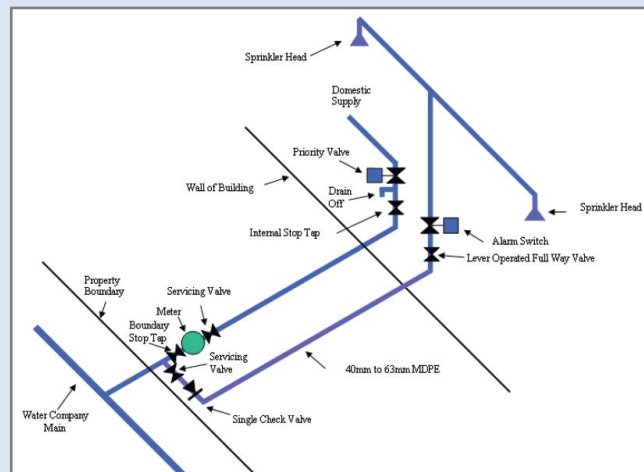 Sprinkler Head
Domestic
Supply
Priority Valve
Wall of Building
Drain
Off
Sprinkler Head
Internal Stop Tap
Alarm Switch
Lever Operated Full Way Valve
Property
Boundary
Servicing Valve
Meter
Boundary
Stop Tap
Servicing
Valve
40mm to 63mm MDPE
Water Company
Main
Single Check Valve